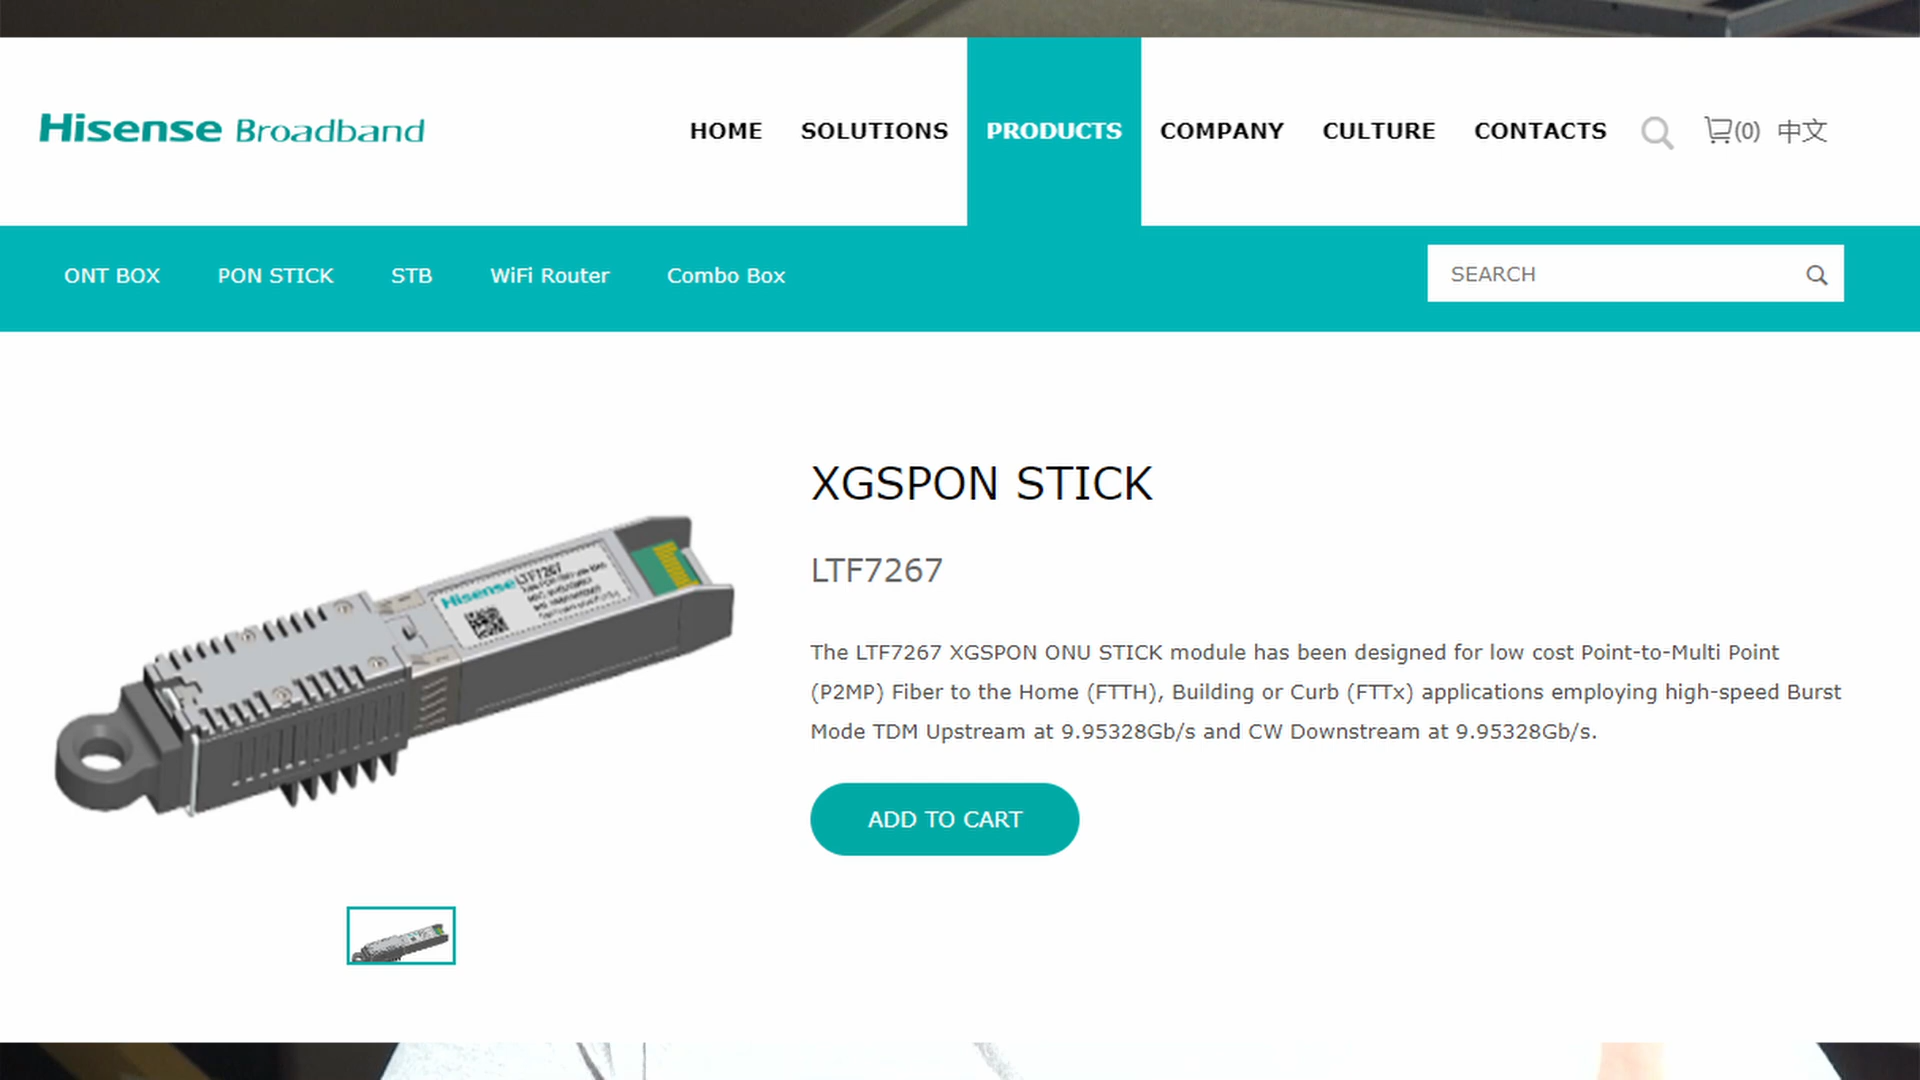 Hisense Broadband
HOME SOLUTIONS PRODUCTS COMPANY CULTURE CONTACTS (0) 中文
ONT BOX PON STICK STB WiFi Router Combo Box SEARCH
XGSPON STICK
LTF7267
The LTF7267 XGSPON ONU STICK module has been designed for low cost Point-to-Multi Point
(P2MP) Fiber to the Home (FTTH), Building or Curb (FTTx) applications employing high-speed Burst
Mode TDM Upstream at 9.95328Gb/s and CW Downstream at 9.95328Gb/s.
ADD TO CART
Hisense LTF7267